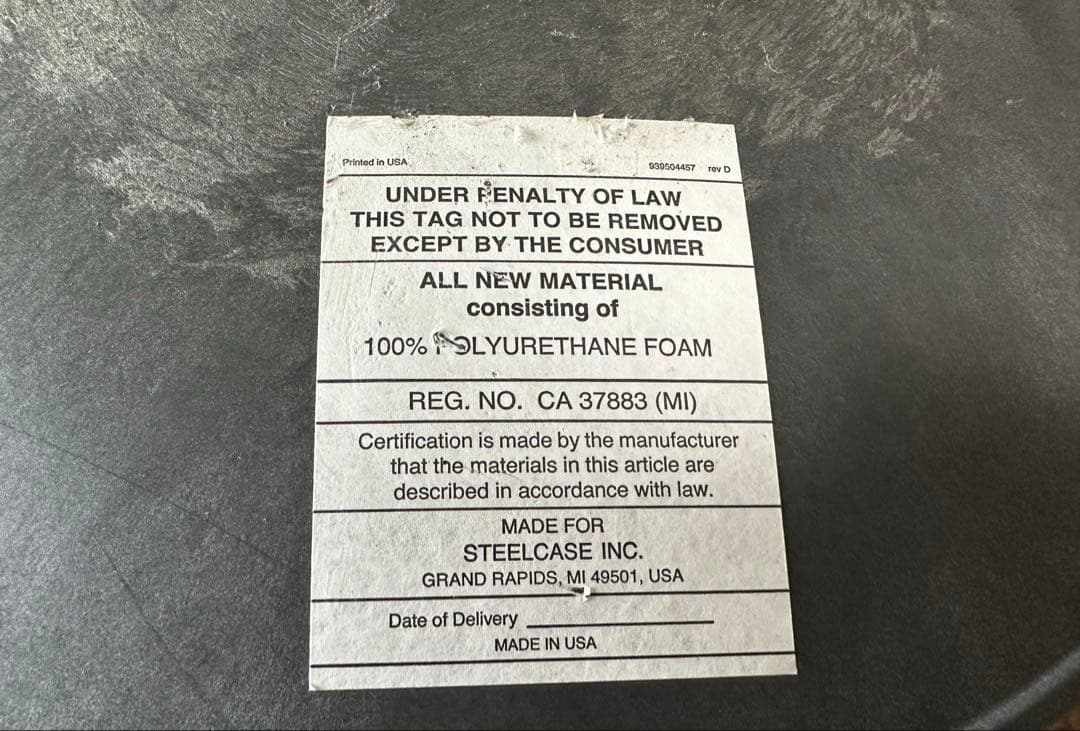 Printed in USA
939504457 rev D
UNDER PENALTY OF LAW
THIS TAG NOT TO BE REMOVED
EXCEPT BY THE CONSUMER
ALL NEW MATERIAL
consisting of
100% POLYURETHANE FOAM
REG. NO. CA 37883 (MI)
Certification is made by the manufacturer
that the materials in this article are
described in accordance with law.
MADE FOR
STEELCASE INC.
GRAND RAPIDS, MI 49501, USA
Date of Delivery
MADE IN USA